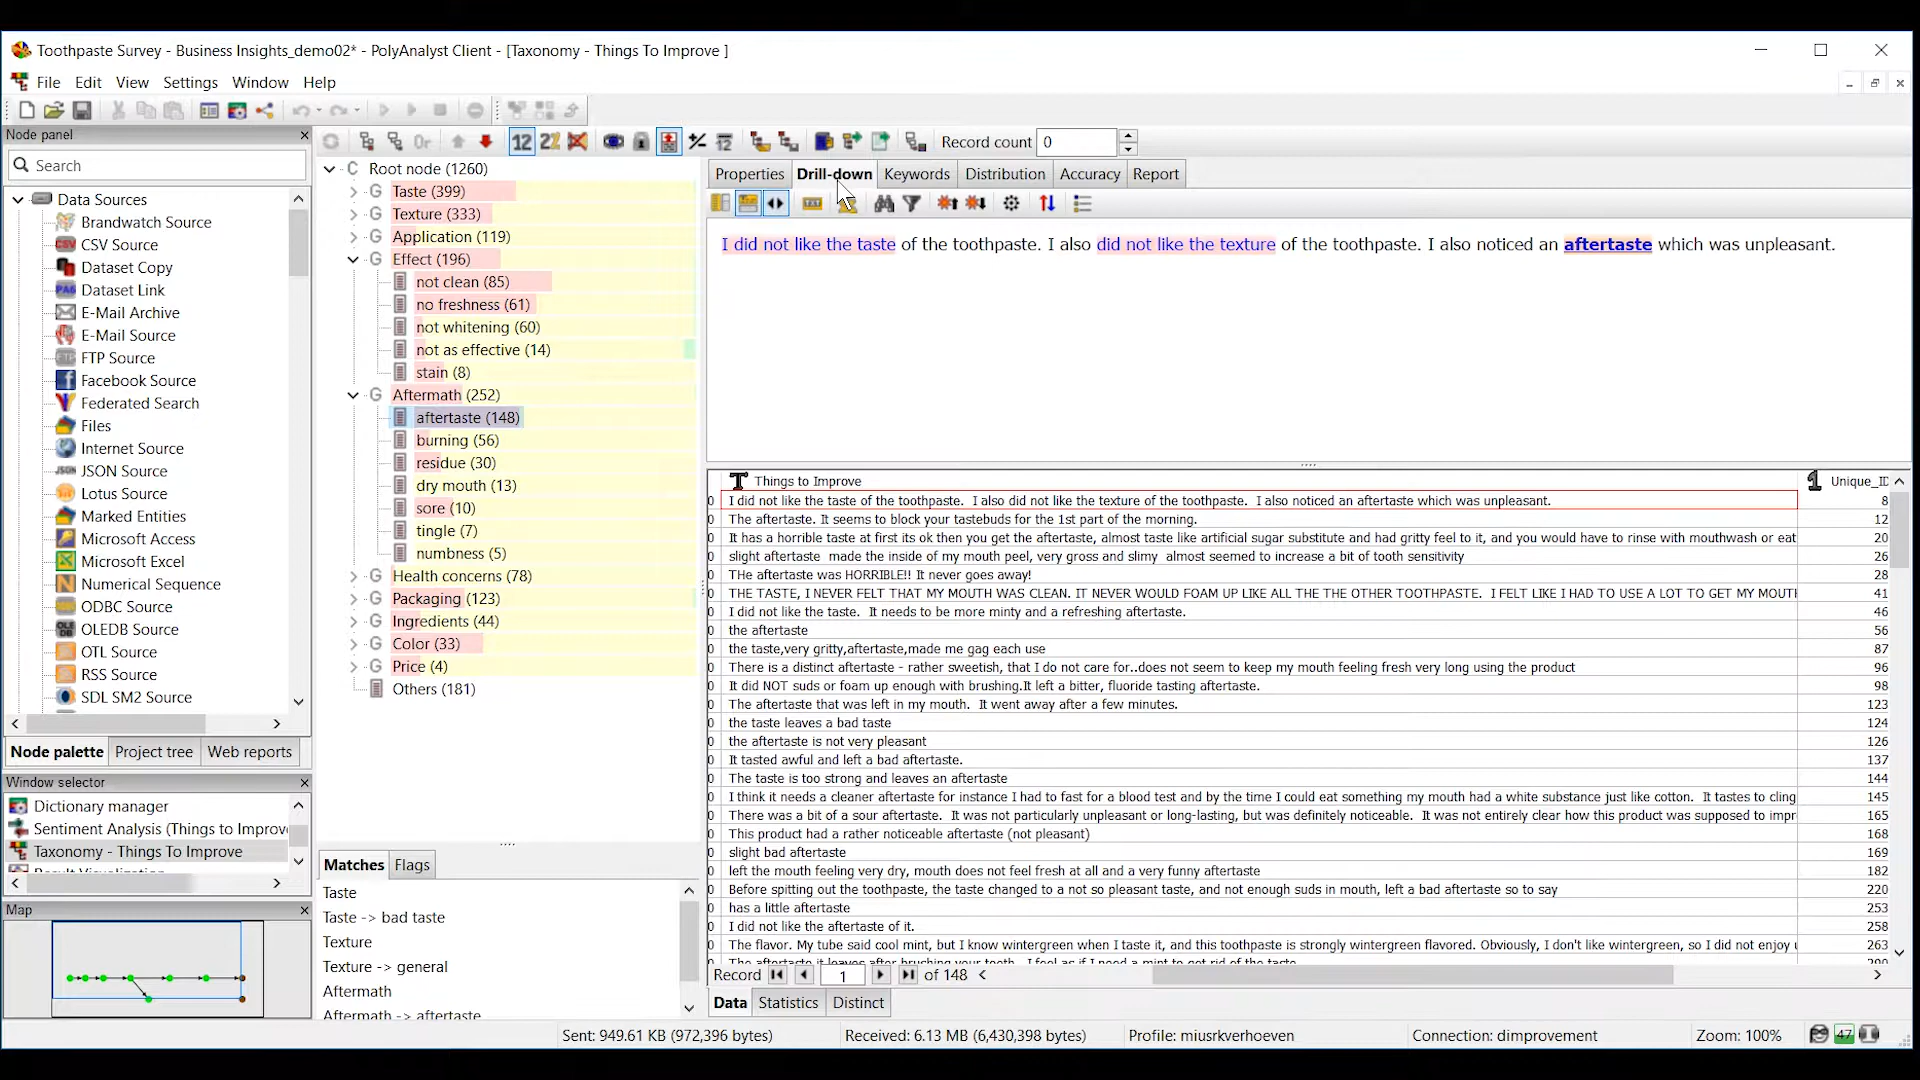 Toothpaste Survey - Business Insights_demo02* - PolyAnalyst Client - [Taxonomy - Things To Improve ]
File Edit View Settings Window Help
Node panel
Search
Data Sources
Brandwatch Source
CSV Source
Dataset Copy
Dataset Link
E-Mail Archive
E-Mail Source
FTP Source
Facebook Source
Federated Search
Files
Internet Source
JSON Source
Lotus Source
Marked Entities
Microsoft Access
Microsoft Excel
Numerical Sequence
ODBC Source
OLEDB Source
OTL Source
RSS Source
SDL SM2 Source
Node palette Project tree Web reports
Window selector
Dictionary manager
Sentiment Analysis (Things to Improve
Taxonomy - Things To Improve
Map
Record count 0
Root node (1260)
Taste (399)
Texture (333)
Application (119)
Effect (196)
not clean (85)
no freshness (61)
not whitening (60)
not as effective (14)
stain (8)
Aftermath (252)
aftertaste (148)
burning (56)
residue (30)
dry mouth (13)
sore (10)
tingle (7)
numbness (5)
Health concerns (78)
Packaging (123)
Ingredients (44)
Color (33)
Price (4)
Others (181)
Matches Flags
Taste
Taste -> bad taste
Texture
Texture -> general
Aftermath
Aftermath -> aftertaste
Properties Drill-down Keywords Distribution Accuracy Report
I did not like the taste of the toothpaste. I also did not like the texture of the toothpaste. I also noticed an aftertaste which was unpleasant.
Things to Improve Unique_ID
I did not like the taste of the toothpaste. I also did not like the texture of the toothpaste. I also noticed an aftertaste which was unpleasant. 8
The aftertaste. It seems to block your tastebuds for the 1st part of the morning. 12
It has a horrible taste at first its ok then you get the aftertaste, almost taste like artificial sugar substitute and had gritty feel to it, and you would have to rinse with mouthwash or eat 20
slight aftertaste made the inside of my mouth peel, very gross and slimy almost seemed to increase a bit of tooth sensitivity 26
THe aftertaste was HORRIBLE!! It never goes away! 28
THE TASTE, I NEVER FELT THAT MY MOUTH WAS CLEAN. IT NEVER WOULD FOAM UP LIKE ALL THE THE OTHER TOOTHPASTE. I FELT LIKE I HAD TO USE A LOT TO GET MY MOUTH 41
I did not like the taste. It needs to be more minty and a refreshing aftertaste. 46
the aftertaste 56
the taste,very gritty,aftertaste,made me gag each use 87
There is a distinct aftertaste - rather sweetish, that I do not care for..does not seem to keep my mouth feeling fresh very long using the product 96
It did NOT suds or foam up enough with brushing.It left a bitter, fluoride tasting aftertaste. 98
The aftertaste that was left in my mouth. It went away after a few minutes. 123
the taste leaves a bad taste 124
the aftertaste is not very pleasant 126
It tasted awful and left a bad aftertaste. 137
The taste is too strong and leaves an aftertaste 144
I think it needs a cleaner aftertaste for instance I had to fast for a blood test and by the time I could eat something my mouth had a white substance just like cotton. It tastes to cling 145
There was a bit of a sour aftertaste. It was not particularly unpleasant or long-lasting, but was definitely noticeable. It was not entirely clear how this product was supposed to impr 165
This product had a rather noticeable aftertaste (not pleasant) 168
slight bad aftertaste 169
left the mouth feeling very dry, mouth does not feel fresh at all and a very funny aftertaste 182
Before spitting out the toothpaste, the taste changed to a not so pleasant taste, and not enough suds in mouth, left a bad aftertaste so to say 220
has a little aftertaste 253
I did not like the aftertaste of it. 258
The flavor. My tube said cool mint, but I know wintergreen when I taste it, and this toothpaste is strongly wintergreen flavored. Obviously, I don't like wintergreen, so I did not enjoy 263
The aftertaste it leaves after brushing your teeth. I feel as if I need a mint to get rid of the taste 290
Record 1 of 148
Data Statistics Distinct
Sent: 949.61 KB (972,396 bytes) Received: 6.13 MB (6,430,398 bytes) Profile: miusrkverhoeven Connection: dimprovement Zoom: 100% 47